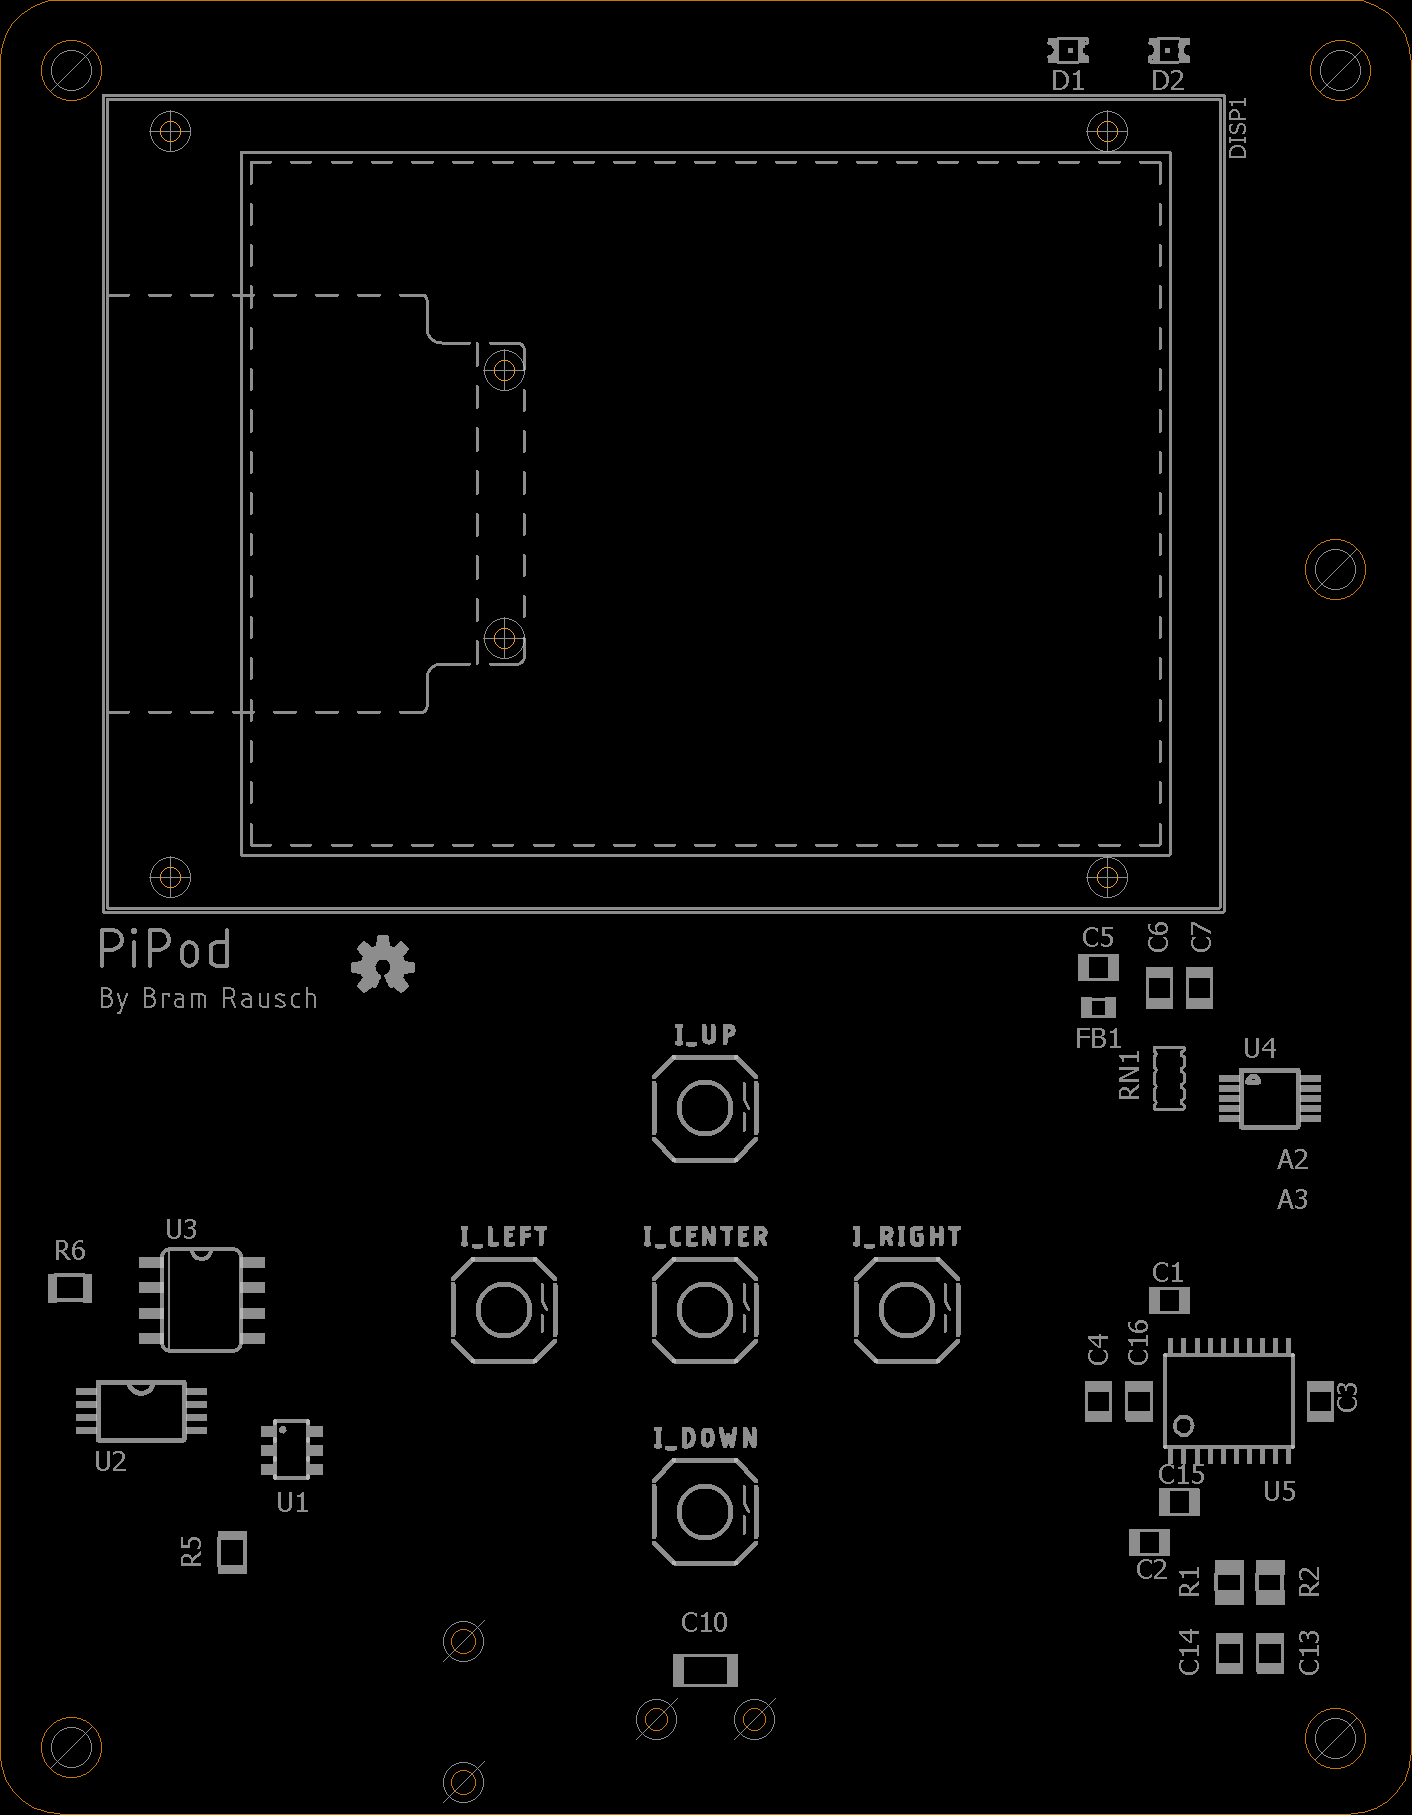 D1
D2
DISP1
PiPod
By Bram Rausch
C5
C6
C7
FB1
I_UP
RN1
U4
A2
A3
U3
R6
I_LEFT
I_CENTER
I_RIGHT
C1
C4
C16
C3
U2
U1
I_DOWN
C15
U5
R5
C2
R1
R2
C10
C14
C13